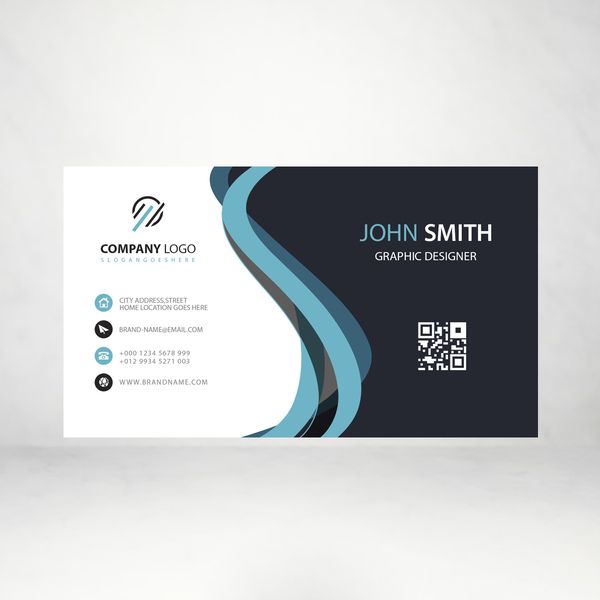 COMPANY LOGO
SLOGANGOESHERE
CITY ADDRESS,STREET
HOME LOCATION GOES HERE
BRAND-NAME@EMAIL.COM
+000 1234 5678 999
+012 9934 5271 003
WWW.BRANDNAME.COM
JOHN SMITH
GRAPHIC DESIGNER